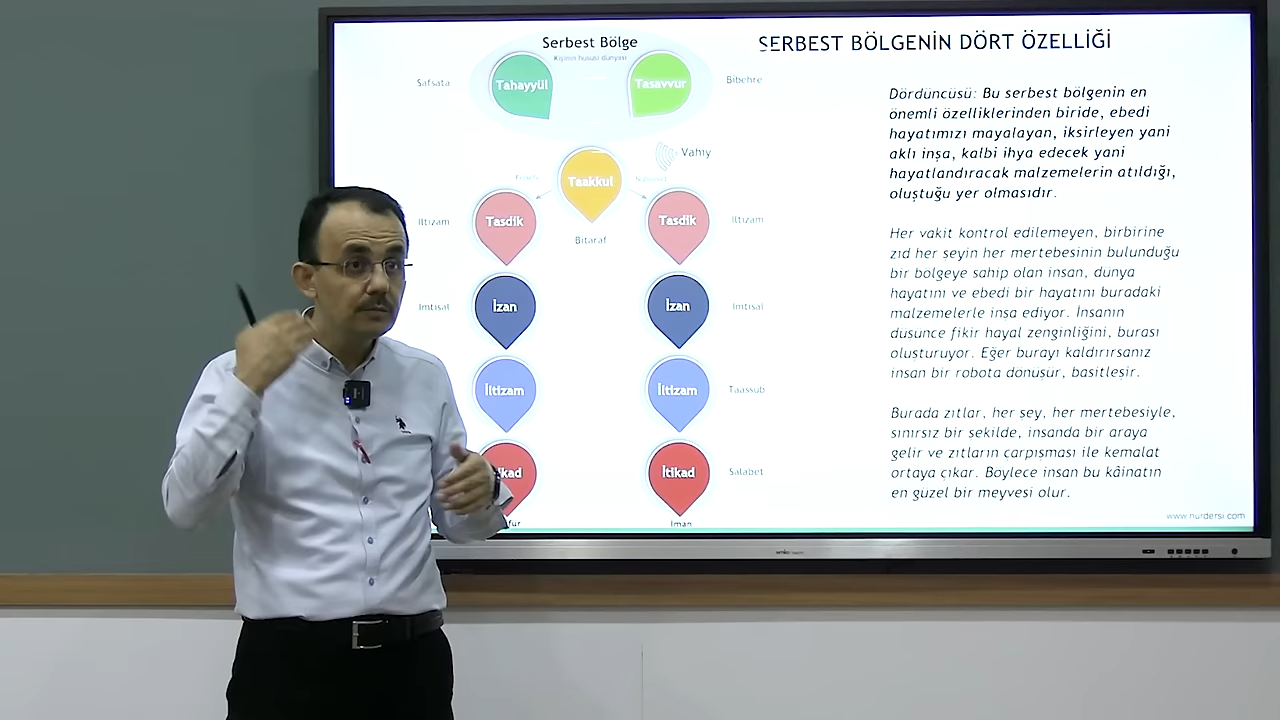 Serbest Bölge
Kişinin hususi dünyası
Safsata
Tahayyül
Tasavvur
Bibehre
Vahiy
Taakkul
Tasdik
Tasdik
İltizam
İltizam
Bitaraf
İmtisal
İzan
İzan
İmtisal
İltizam
İltizam
Taassub
İtikad
Salabet
İman
SERBEST BÖLGENİN DÖRT ÖZELLİĞİ
Dördüncüsü: Bu serbest bölgenin en
önemli özelliklerinden biride, ebedi
hayatımızı mayalayan, iksirleyen yani
aklı inşa, kalbi ihya edecek yani
hayatlandıracak malzemelerin atıldığı,
oluştuğu yer olmasıdır.
Her vakit kontrol edilemeyen, birbirine
zıd her şeyin her mertebesinin bulunduğu
bir bölgeye sahip olan insan, dünya
hayatını ve ebedi bir hayatını buradaki
malzemelerle inşa ediyor. İnsanın
düşünce fikir hayal zenginliğini, burası
oluşturuyor. Eğer burayı kaldırırsanız
insan bir robota dönüşür, basitleşir.
Burada zıtlar, her şey, her mertebesiyle,
sınırsız bir şekilde, insanda bir araya
gelir ve zıtların çarpışması ile kemalat
ortaya çıkar. Böylece insan bu kâinatın
en güzel bir meyvesi olur.
www.nurdersi.com